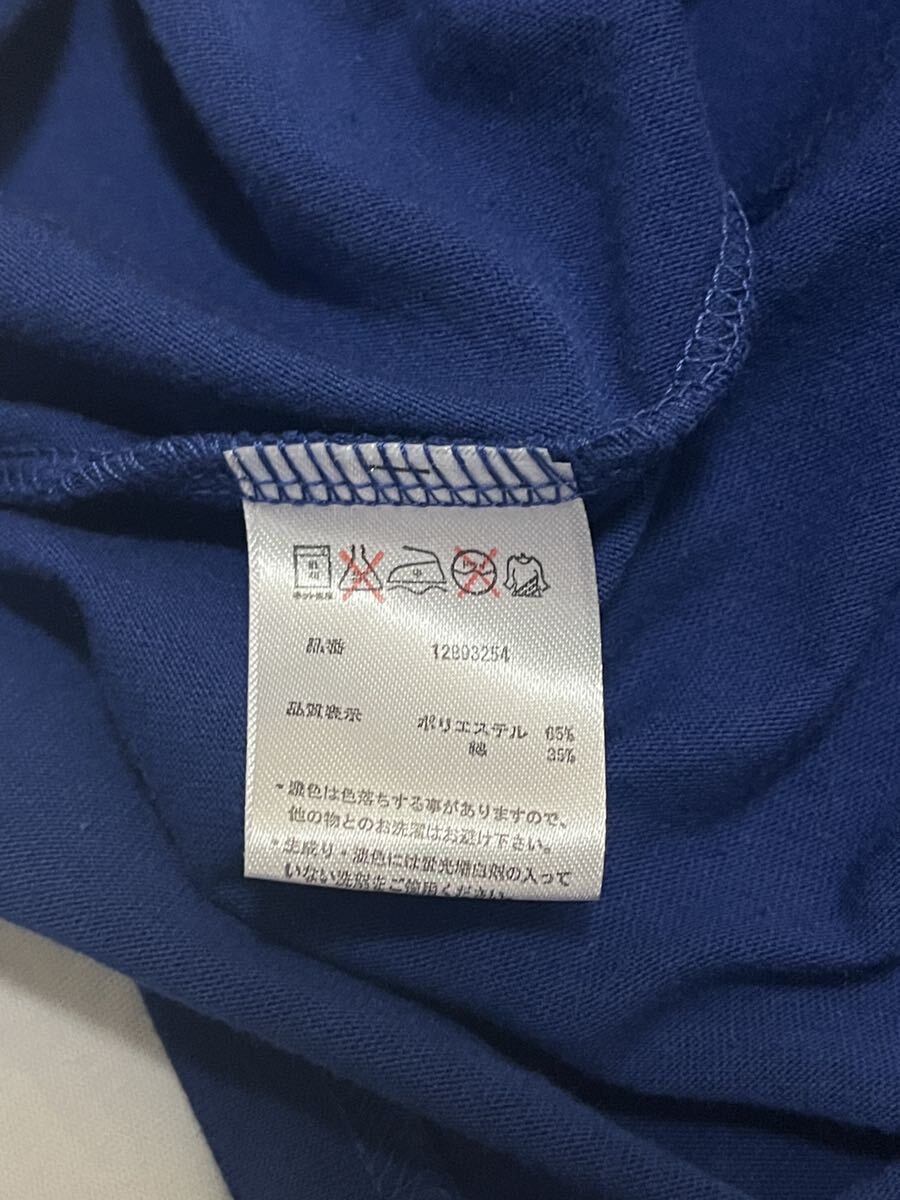 ネット使用
中
品番 12893254
品質表示 ポリエステル 65%
綿 35%
・濃色は色落ちする事がありますので、
他の物とのお洗濯はお避け下さい。
・生成り・淡色には蛍光増白剤の入って
いない洗剤をご使用ください